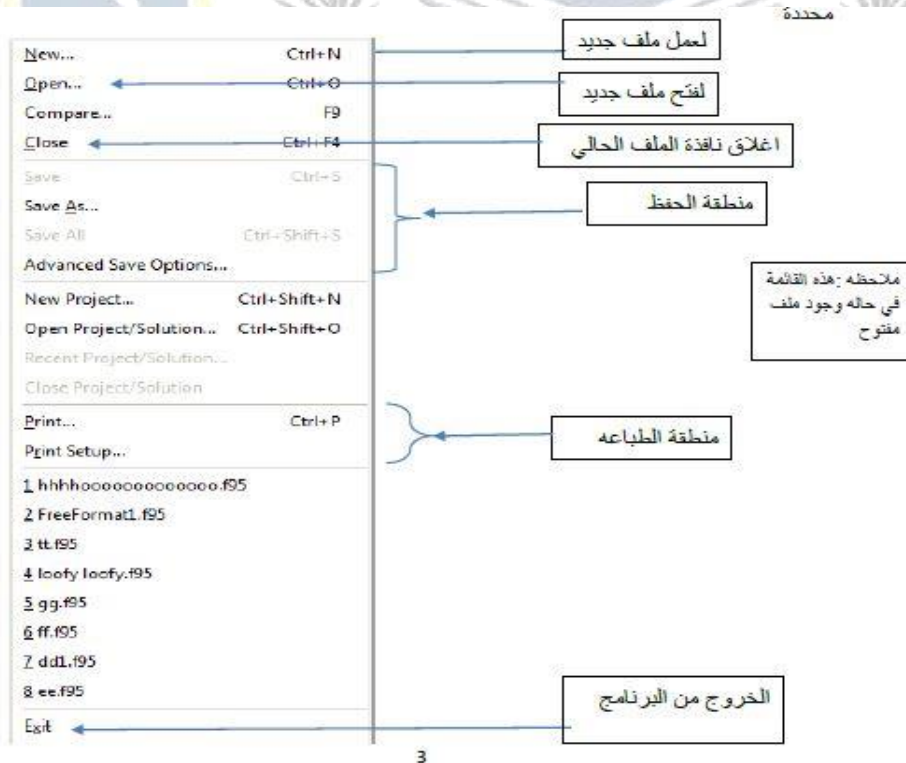 محددة
New... Ctrl+N
لعمل ملف جديد
Open... Ctrl+O
لفتح ملف جديد
Compare... F9
Close Ctrl+F4
اغلاق نافذة الملف الحالي
Save Ctrl+S
Save As...
منطقة الحفظ
Save All Ctrl+Shift+S
Advanced Save Options...
ملاحظه :هذه القائمة
في حاله وجود ملف
مفتوح
New Project... Ctrl+Shift+N
Open Project/Solution... Ctrl+Shift+O
Recent Project/Solution...
Close Project/Solution
Print... Ctrl+P
منطقة الطباعه
Print Setup...
1 hhhhooooooooooooo.f95
2 FreeFormat1.f95
3 tt.f95
4 loofy loofy.f95
5 gg.f95
6 ff.f95
7 dd1.f95
8 ee.f95
الخروج من البرنامج
Exit
3